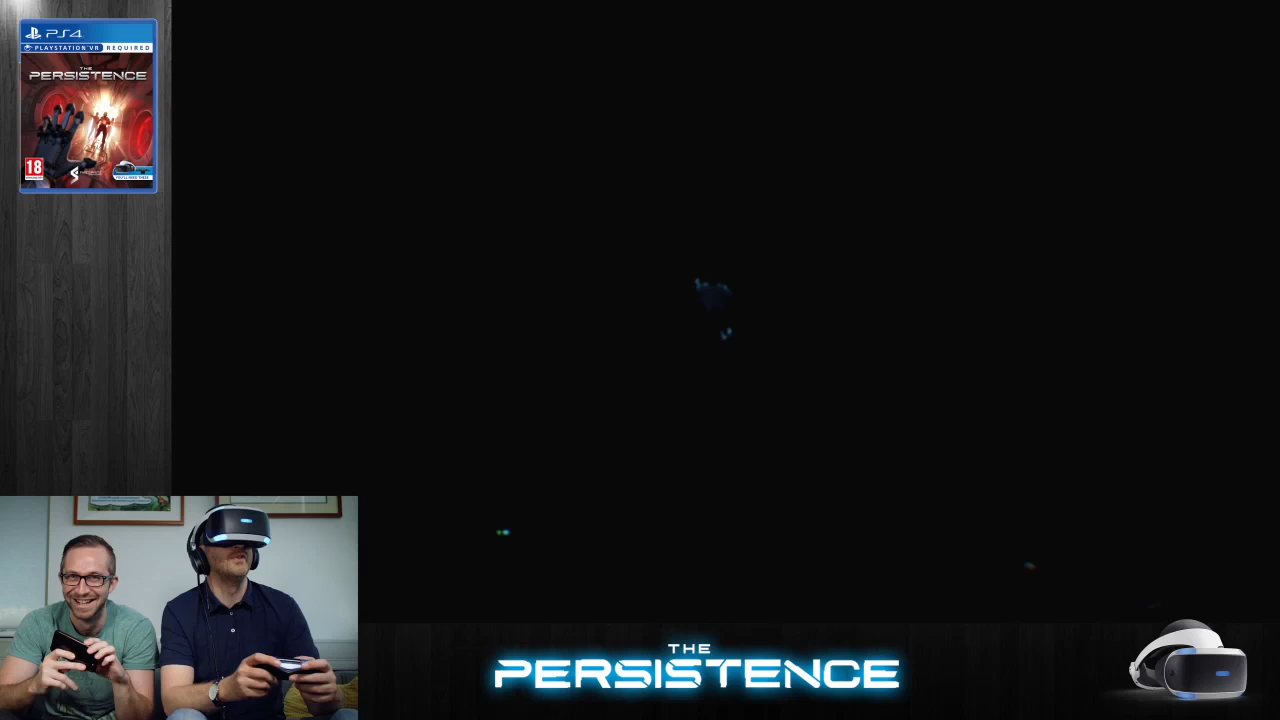 PS4
PLAYSTATION VR REQUIRED
THE
PERSISTENCE
18
THE
PERSISTENCE